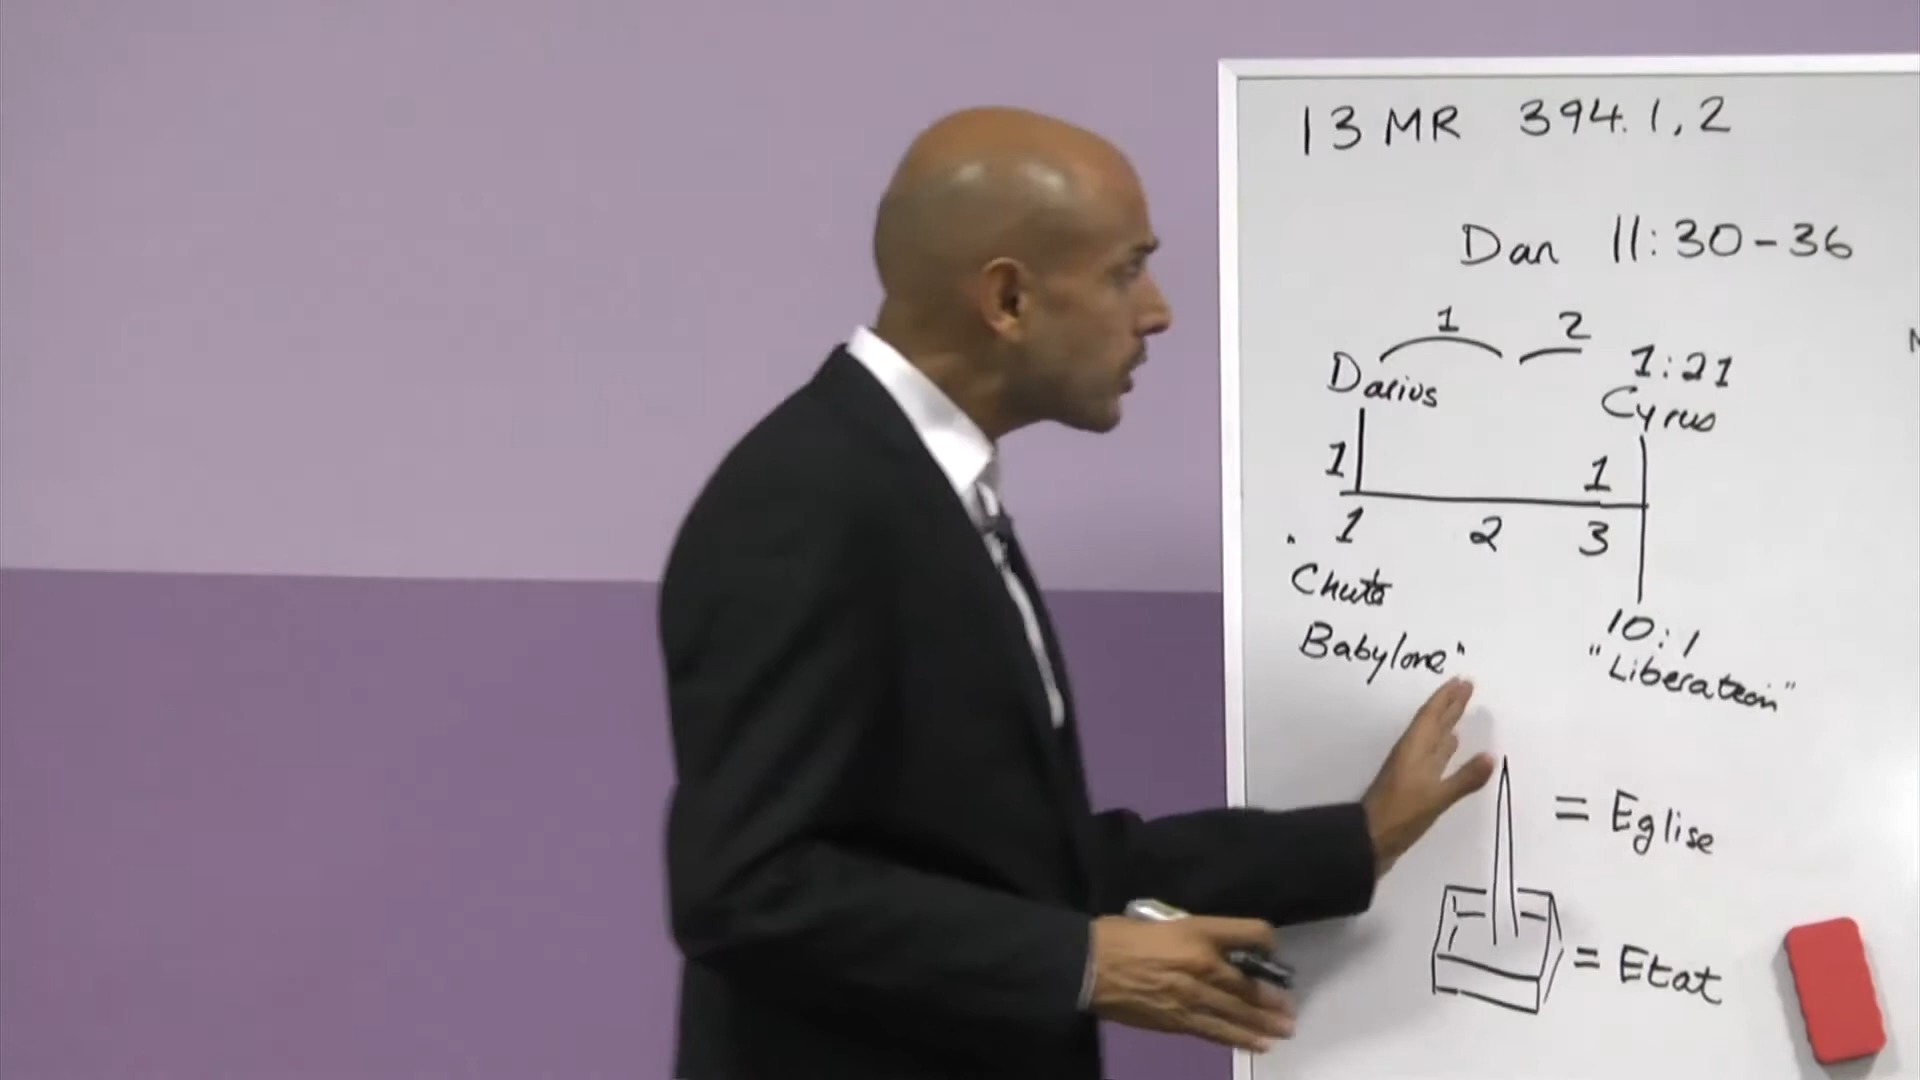 13 MR 394.1,2
Dan 11:30-36
1 2
Darius 1:21
Cyrus
1 1
1 2 3
"Chute
Babylone"
10:1
"Liberation"
= Eglise
= Etat